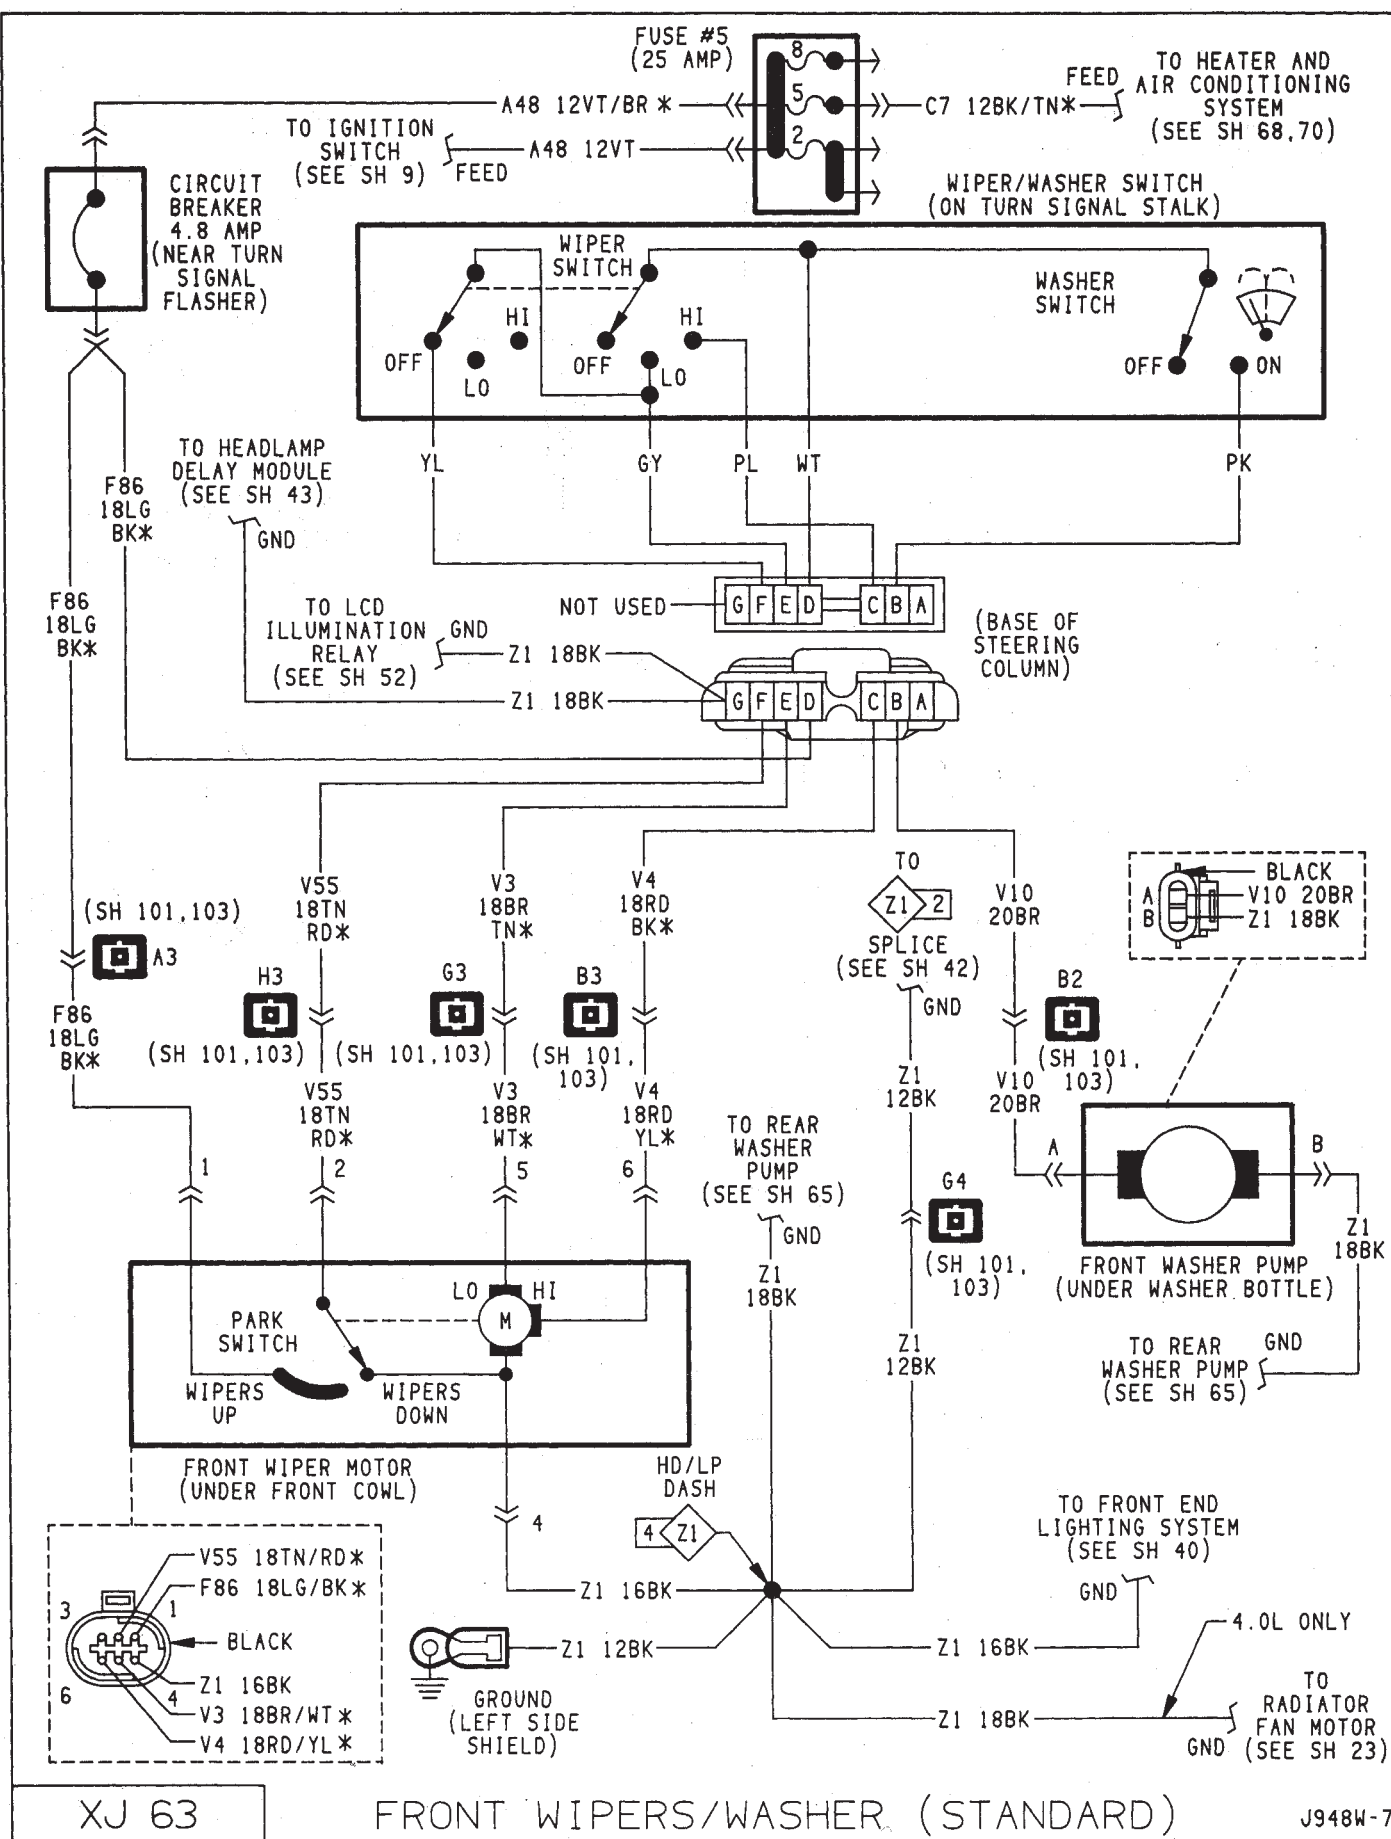 FUSE #5
(25 AMP)
8
5
2
TO HEATER AND
FEED AIR CONDITIONING
SYSTEM
(SEE SH 68,70)
A48 12VT/BR *
C7 12BK/TN*
TO IGNITION
SWITCH
(SEE SH 9)
FEED
A48 12VT
CIRCUIT
BREAKER
4.8 AMP
(NEAR TURN
SIGNAL
FLASHER)
WIPER/WASHER SWITCH
(ON TURN SIGNAL STALK)
WIPER
SWITCH
WASHER
SWITCH
OFF
LO
HI
OFF
LO
HI
OFF
ON
YL
GY
PL
WT
PK
TO HEADLAMP
DELAY MODULE
(SEE SH 43)
GND
F86
18LG
BK*
F86
18LG
BK*
NOT USED
G F E D C B A
(BASE OF
STEERING
COLUMN)
TO LCD
ILLUMINATION
RELAY
(SEE SH 52)
GND
Z1 18BK
Z1 18BK
G F E D C B A
V55
18TN
RD*
V3
18BR
TN*
V4
18RD
BK*
TO
Z1 2
SPLICE
(SEE SH 42)
GND
V10
20BR
BLACK
A
V10 20BR
B
Z1 18BK
(SH 101,103)
A3
F86
18LG
BK*
H3
(SH 101,103)
G3
(SH 101,103)
B3
(SH 101,
103)
B2
(SH 101,
103)
V55
18TN
RD*
V3
18BR
WT*
V4
18RD
YL*
Z1
12BK
V10
20BR
TO REAR
WASHER
PUMP
(SEE SH 65)
GND
1
2
5
6
A
B
G4
(SH 101,
103)
Z1
18BK
Z1
18BK
FRONT WASHER PUMP
(UNDER WASHER BOTTLE)
LO
HI
M
PARK
SWITCH
WIPERS
UP
WIPERS
DOWN
Z1
12BK
TO REAR
WASHER PUMP
(SEE SH 65)
GND
FRONT WIPER MOTOR
(UNDER FRONT COWL)
HD/LP
DASH
4 Z1
4
TO FRONT END
LIGHTING SYSTEM
(SEE SH 40)
GND
V55 18TN/RD*
F86 18LG/BK*
3
1
BLACK
Z1 16BK
6
4
V3 18BR/WT*
V4 18RD/YL*
Z1 16BK
Z1 12BK
GROUND
(LEFT SIDE
SHIELD)
Z1 16BK
4.0L ONLY
Z1 18BK
TO
RADIATOR
FAN MOTOR
GND (SEE SH 23)
XJ 63
FRONT WIPERS/WASHER (STANDARD)
J948W-7